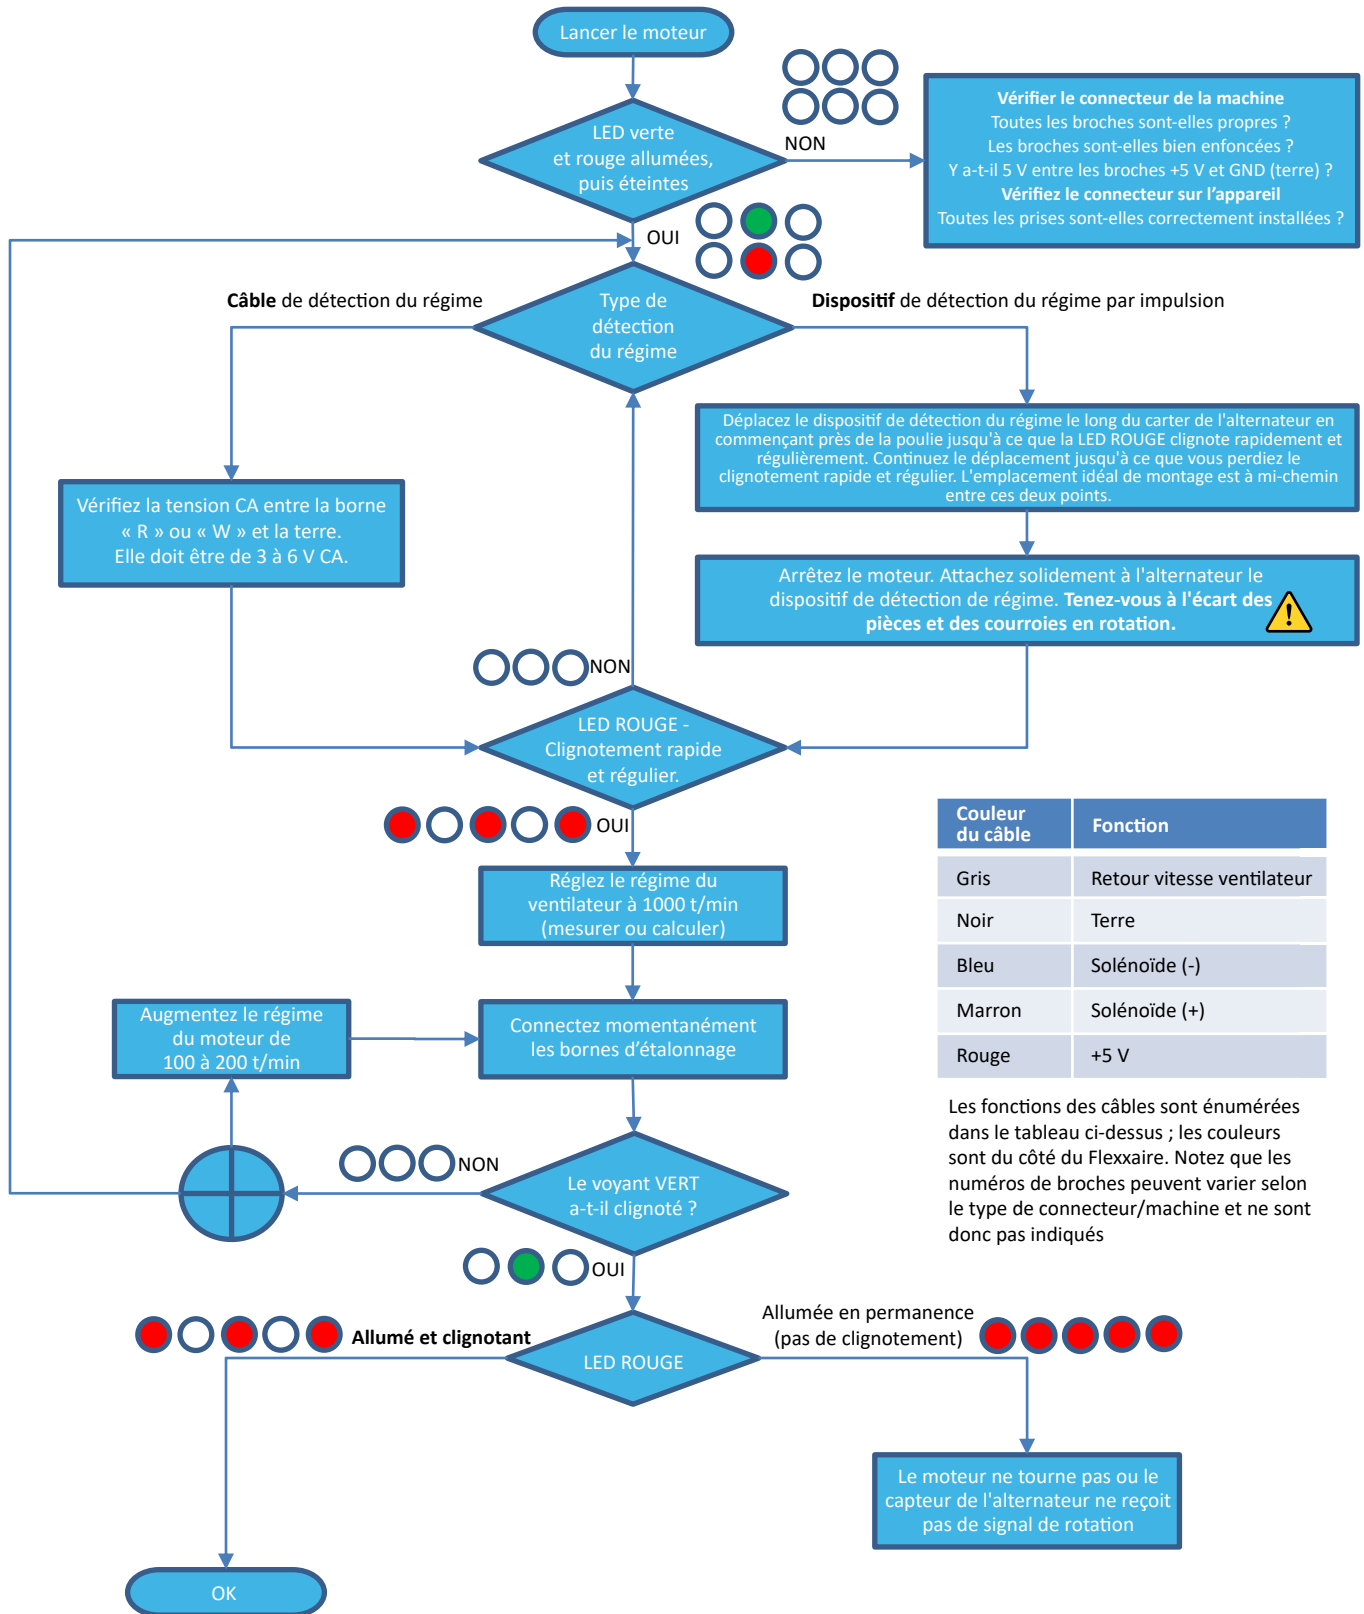 Lancer le moteur
LED verte
et rouge allumées,
puis éteintes
NON
Vérifier le connecteur de la machine
Toutes les broches sont-elles propres ?
Les broches sont-elles bien enfoncées ?
Y a-t-il 5 V entre les broches +5 V et GND (terre) ?
Vérifiez le connecteur sur l’appareil
Toutes les prises sont-elles correctement installées ?
OUI
Câble de détection du régime
Type de
détection
du régime
Dispositif de détection du régime par impulsion
Déplacez le dispositif de détection du régime le long du carter de l'alternateur en
commençant près de la poulie jusqu'à ce que la LED ROUGE clignote rapidement et
régulièrement. Continuez le déplacement jusqu'à ce que vous perdiez le
clignotement rapide et régulier. L'emplacement idéal de montage est à mi-chemin
entre ces deux points.
Vérifiez la tension CA entre la borne
« R » ou « W » et la terre.
Elle doit être de 3 à 6 V CA.
Arrêtez le moteur. Attachez solidement à l'alternateur le
dispositif de détection de régime. Tenez-vous à l'écart des
pièces et des courroies en rotation.
!
NON
LED ROUGE -
Clignotement rapide
et régulier.
OUI
Réglez le régime du
ventilateur à 1000 t/min
(mesurer ou calculer)
Augmentez le régime
du moteur de
100 à 200 t/min
Connectez momentanément
les bornes d’étalonnage
NON
Le voyant VERT
a-t-il clignoté ?
OUI
Couleur
du câble
Fonction
Gris
Retour vitesse ventilateur
Noir
Terre
Bleu
Solénoïde (-)
Marron
Solénoïde (+)
Rouge
+5 V
Les fonctions des câbles sont énumérées
dans le tableau ci-dessus ; les couleurs
sont du côté du Flexxaire. Notez que les
numéros de broches peuvent varier selon
le type de connecteur/machine et ne sont
donc pas indiqués
Allumé et clignotant
LED ROUGE
Allumée en permanence
(pas de clignotement)
Le moteur ne tourne pas ou le
capteur de l'alternateur ne reçoit
pas de signal de rotation
OK